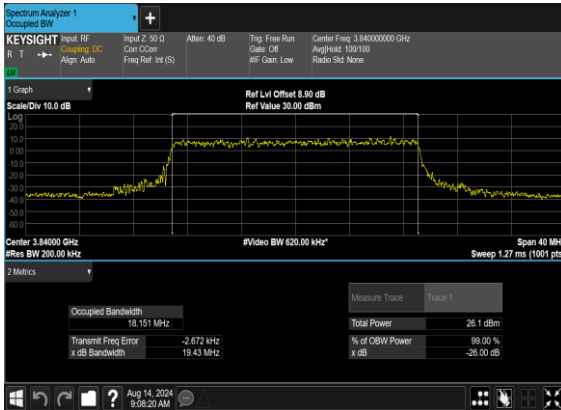 Spectrum Analyzer 1
Occupied BW
KEYSIGHT Input: RF Input Z: 50 Ω Atten: 40 dB Trig: Free Run Center Freq: 3.840000000 GHz
R T Coupling: DC Corr CCorr Gate: Off Avg|Hold: 100/100
Align: Auto Freq Ref: Int (S) #IF Gain: Low Radio Std: None
1 Graph
Ref Lvl Offset 8.90 dB
Scale/Div 10.0 dB Ref Value 30.00 dBm
Log
20.0
10.0
0.00
-10.0
-20.0
-30.0
-40.0
-50.0
-60.0
Center 3.84000 GHz #Video BW 620.00 kHz* Span 40 MH
#Res BW 200.00 kHz Sweep 1.27 ms (1001 pts
2 Metrics
Measure Trace Trace 1
Occupied Bandwidth
18.151 MHz Total Power 26.1 dBm
Transmit Freq Error -2.672 kHz % of OBW Power 99.00 %
x dB Bandwidth 19.43 MHz x dB -26.00 dB
? Aug 14, 2024
9:08:20 AM